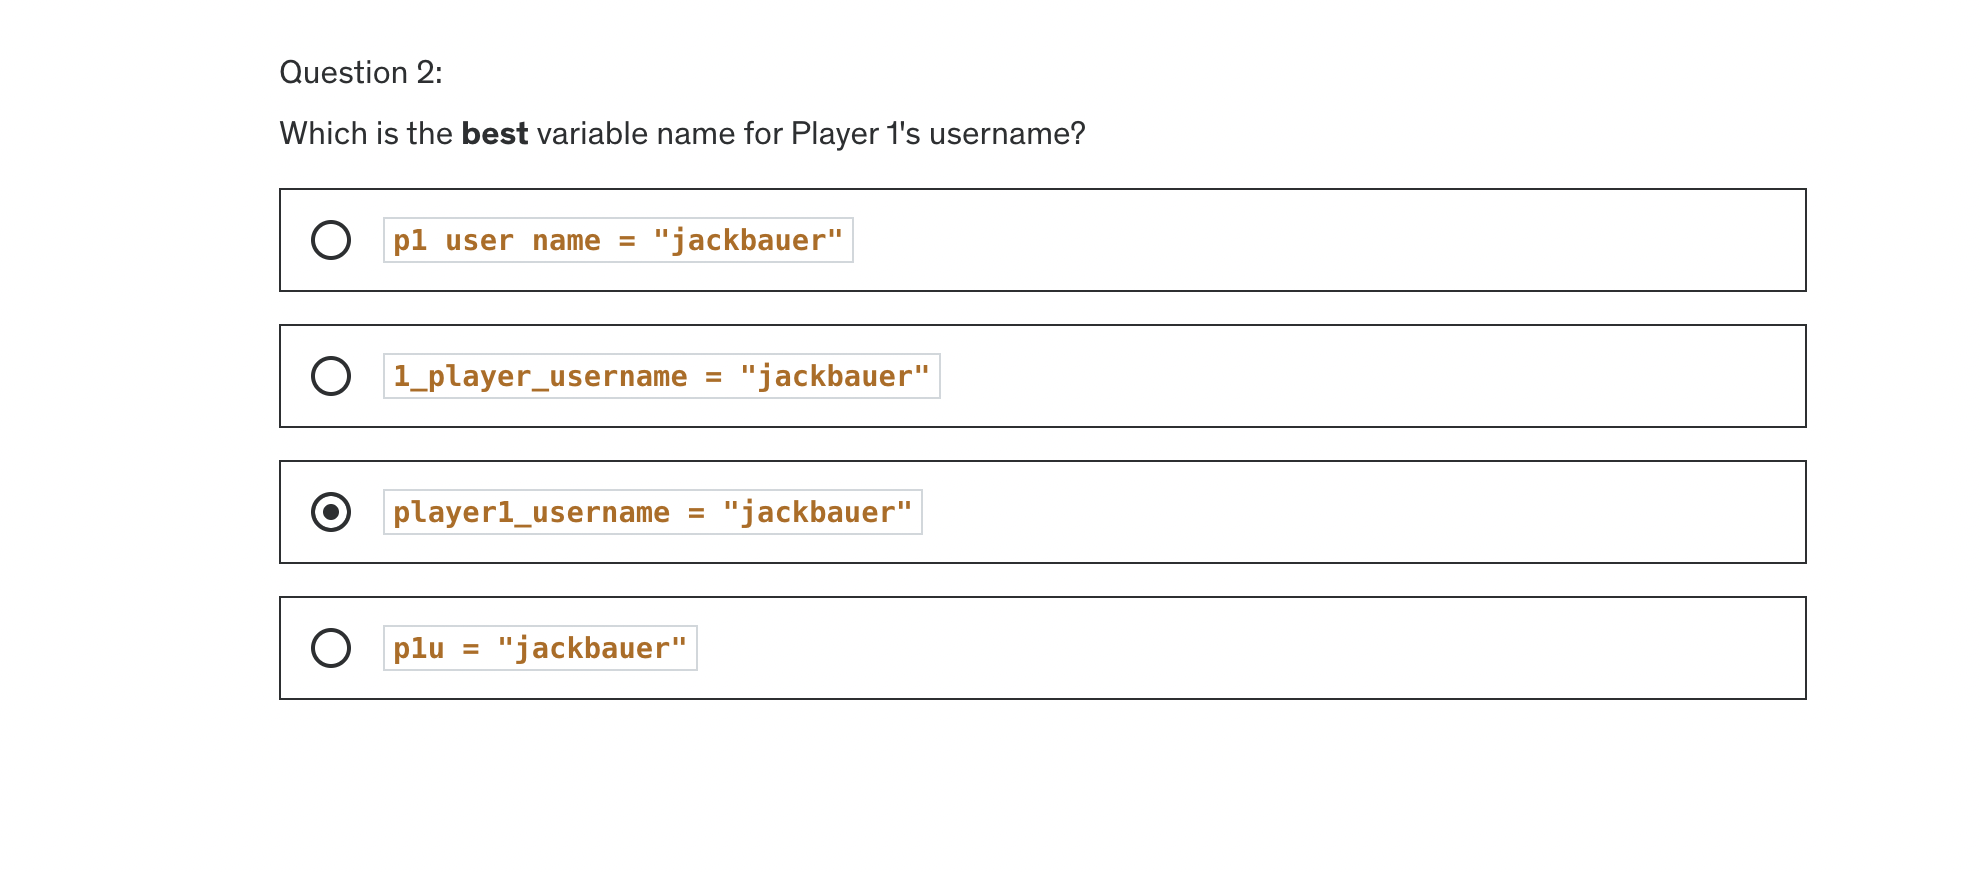 Question 2:
Which is the best variable name for Player 1's username?
p1 user name = "jackbauer"
1_player_username = "jackbauer"
player1_username = "jackbauer"
p1u = "jackbauer"